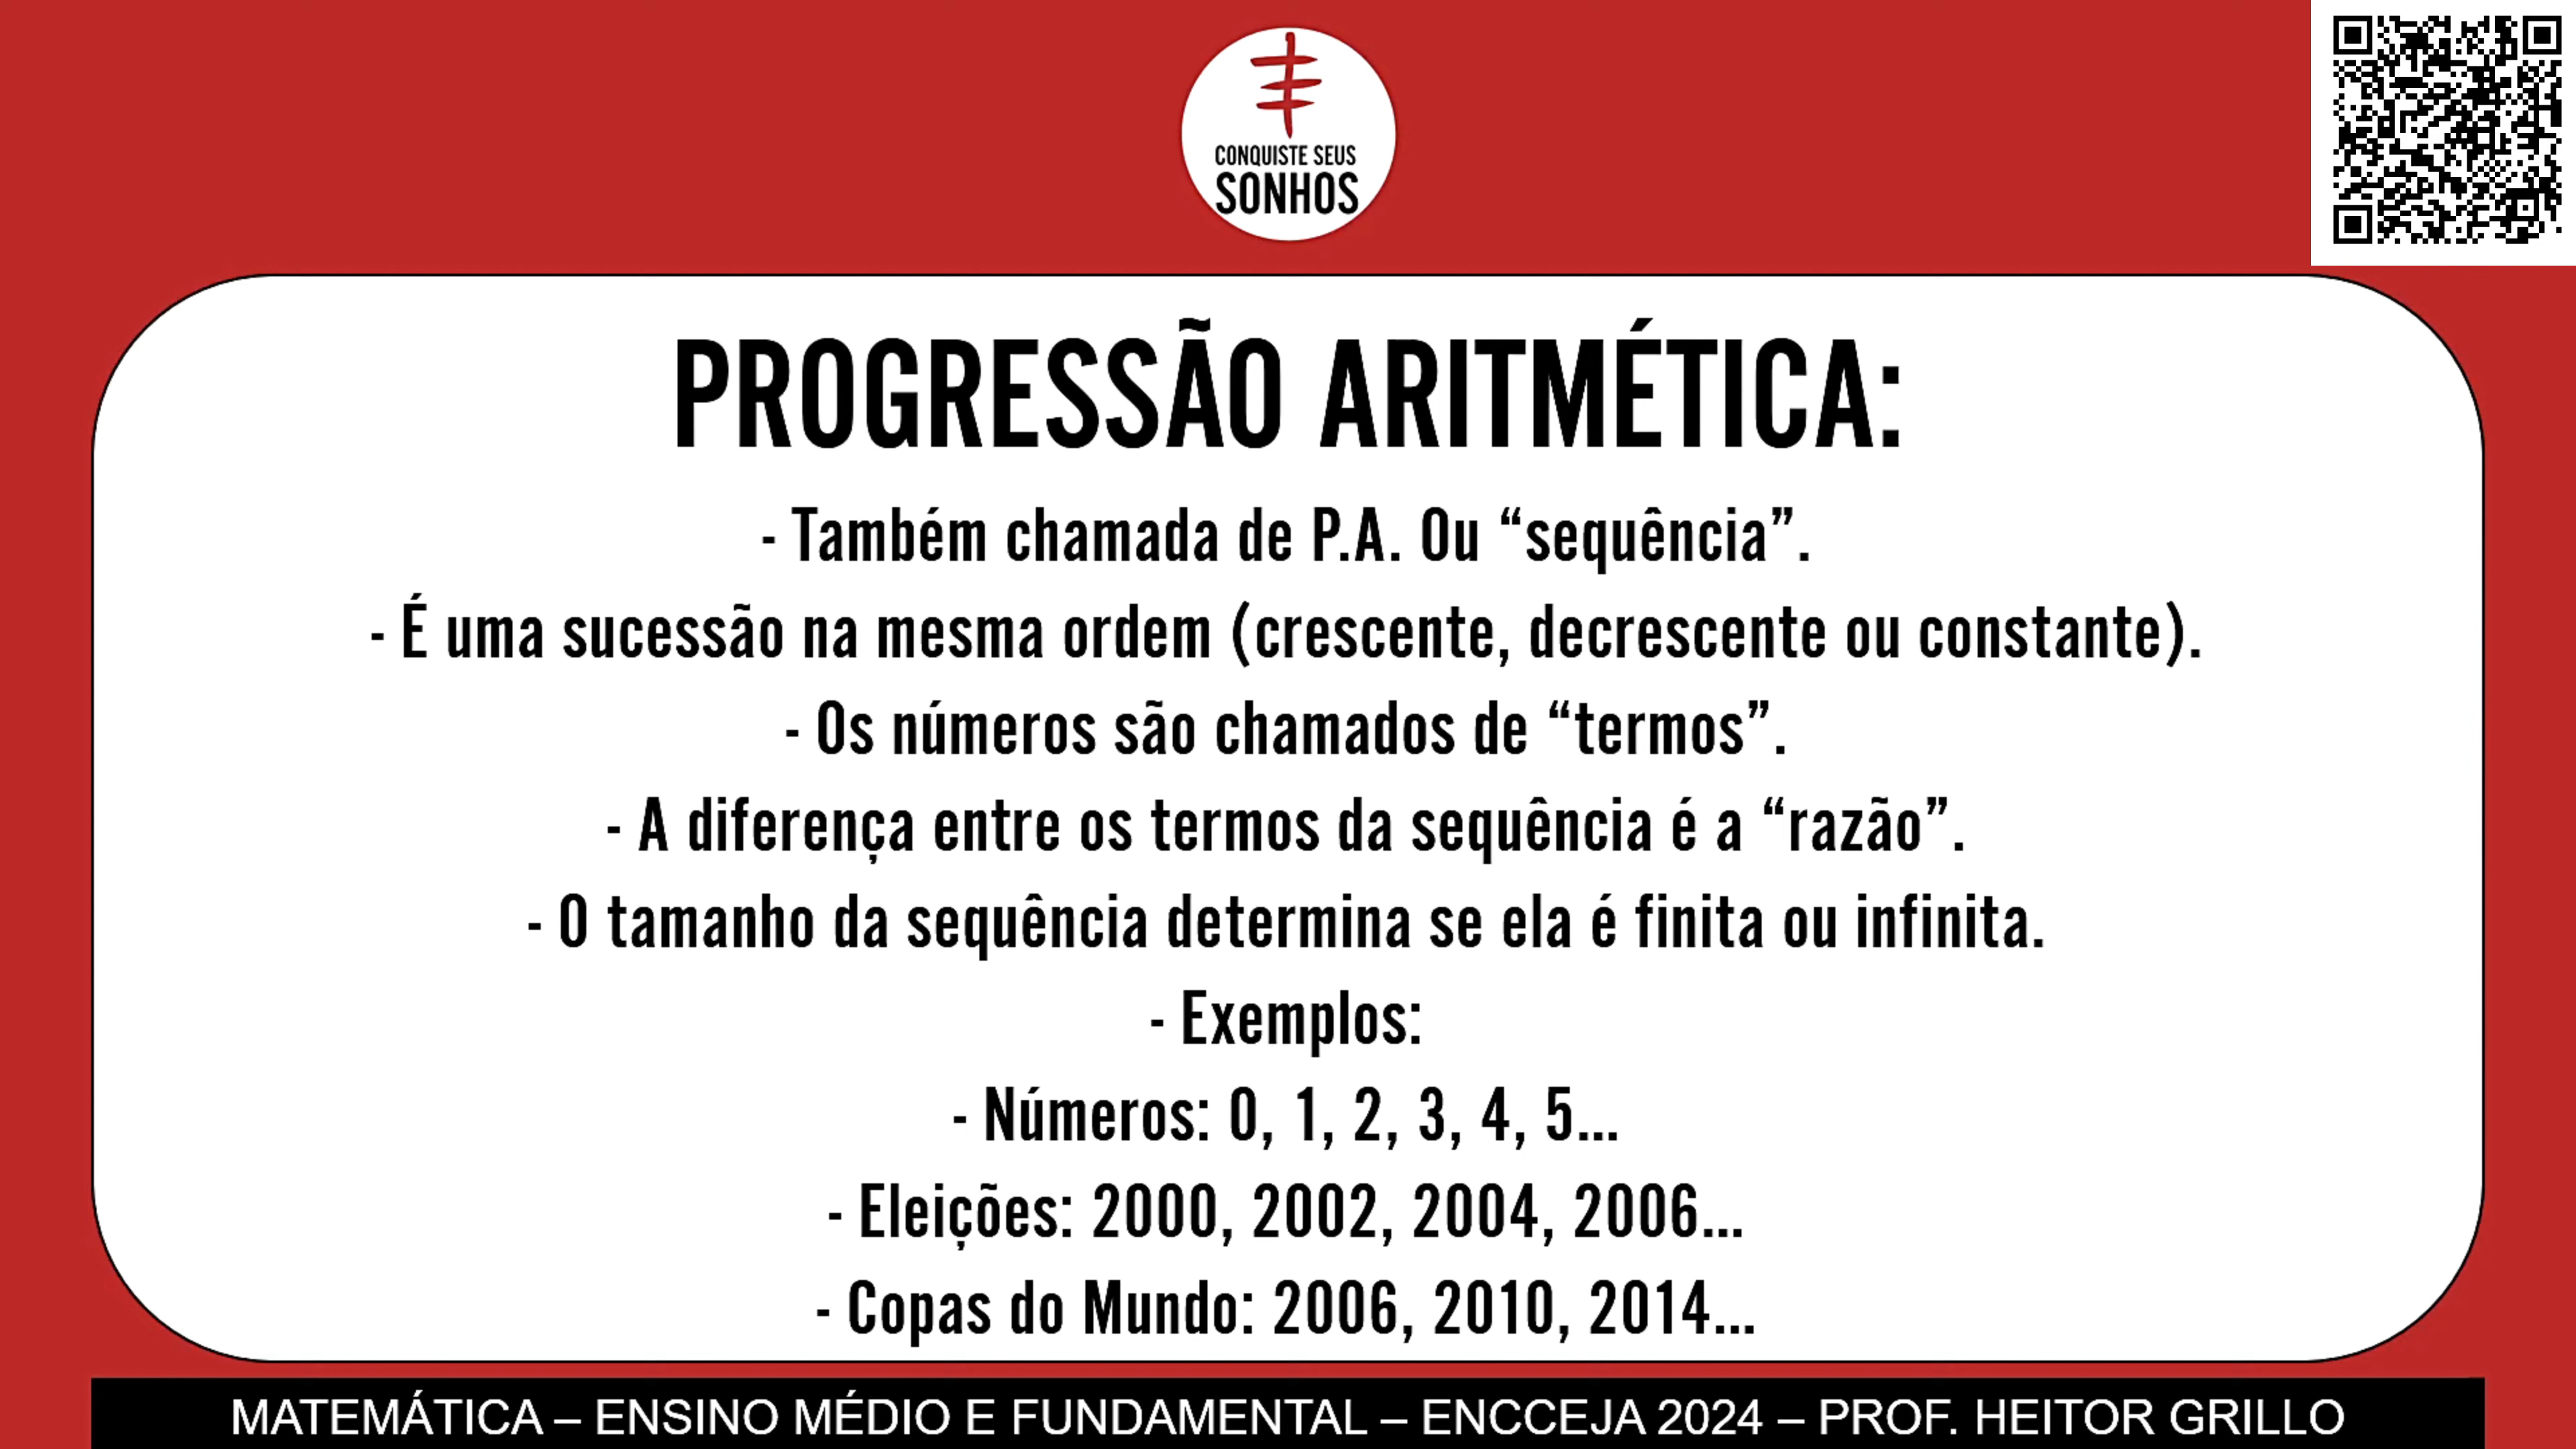 CONQUISTE SEUS
SONHOS
PROGRESSÃO ARITMÉTICA:
- Também chamada de P.A. Ou “sequência”.
- É uma sucessão na mesma ordem (crescente, decrescente ou constante).
- Os números são chamados de “termos”.
- A diferença entre os termos da sequência é a “razão”.
- O tamanho da sequência determina se ela é finita ou infinita.
- Exemplos:
- Números: 0, 1, 2, 3, 4, 5...
- Eleições: 2000, 2002, 2004, 2006...
- Copas do Mundo: 2006, 2010, 2014...
MATEMÁTICA – ENSINO MÉDIO E FUNDAMENTAL – ENCCEJA 2024 – PROF. HEITOR GRILLO